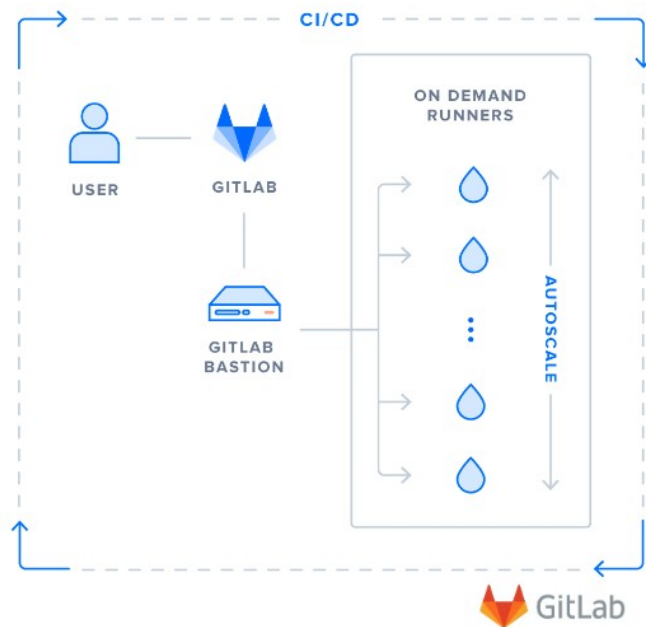 CI/CD
ON DEMAND
RUNNERS
USER
GITLAB
GITLAB
BASTION
AUTOSCALE
GitLab